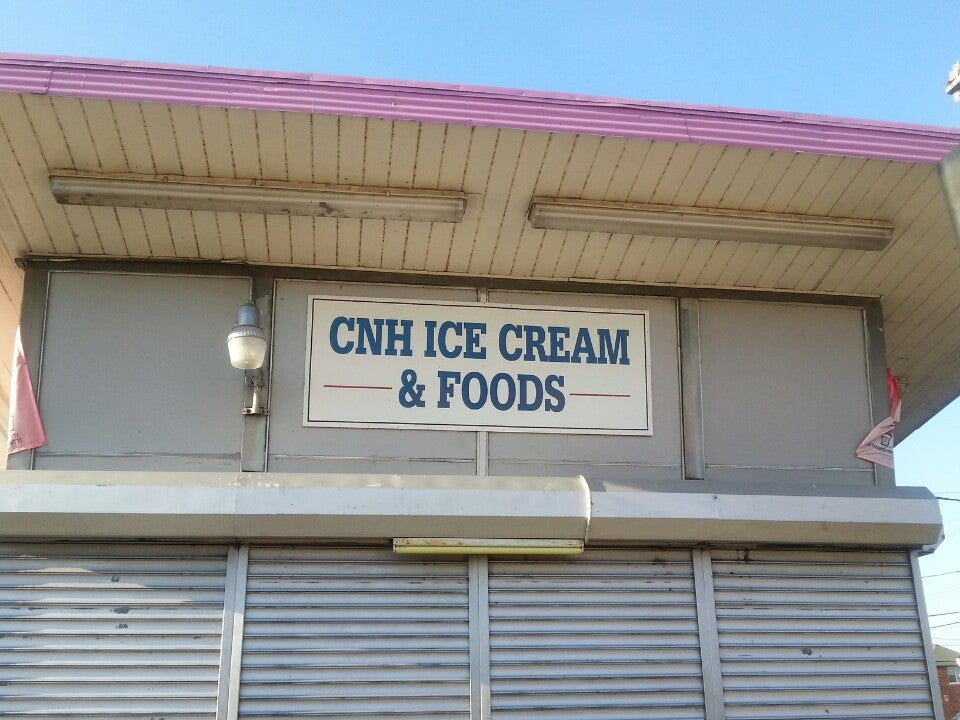 CNH ICE CREAM
& FOODS